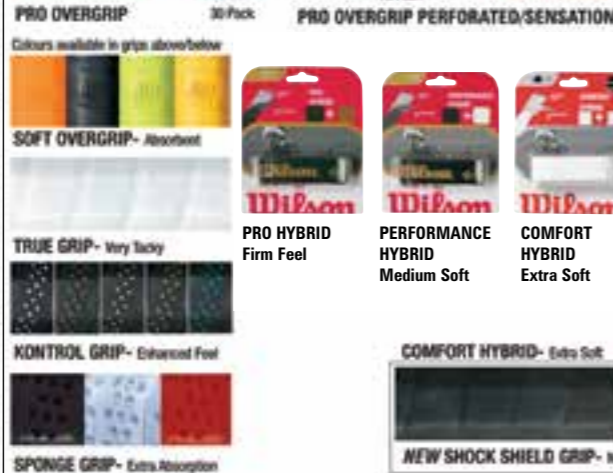 PRO OVERGRIP 30 Pack
PRO OVERGRIP PERFORATED/SENSATION
Colours available in grips above/below
SOFT OVERGRIP- Absorbent
TRUE GRIP- Very Tacky
KONTROL GRIP- Enhanced Feel
SPONGE GRIP- Extra Absorption
Wilson
Wilson
Wilson
PRO HYBRID
Firm Feel
PERFORMANCE
HYBRID
Medium Soft
COMFORT
HYBRID
Extra Soft
COMFORT HYBRID- Extra Soft
NEW SHOCK SHIELD GRIP-